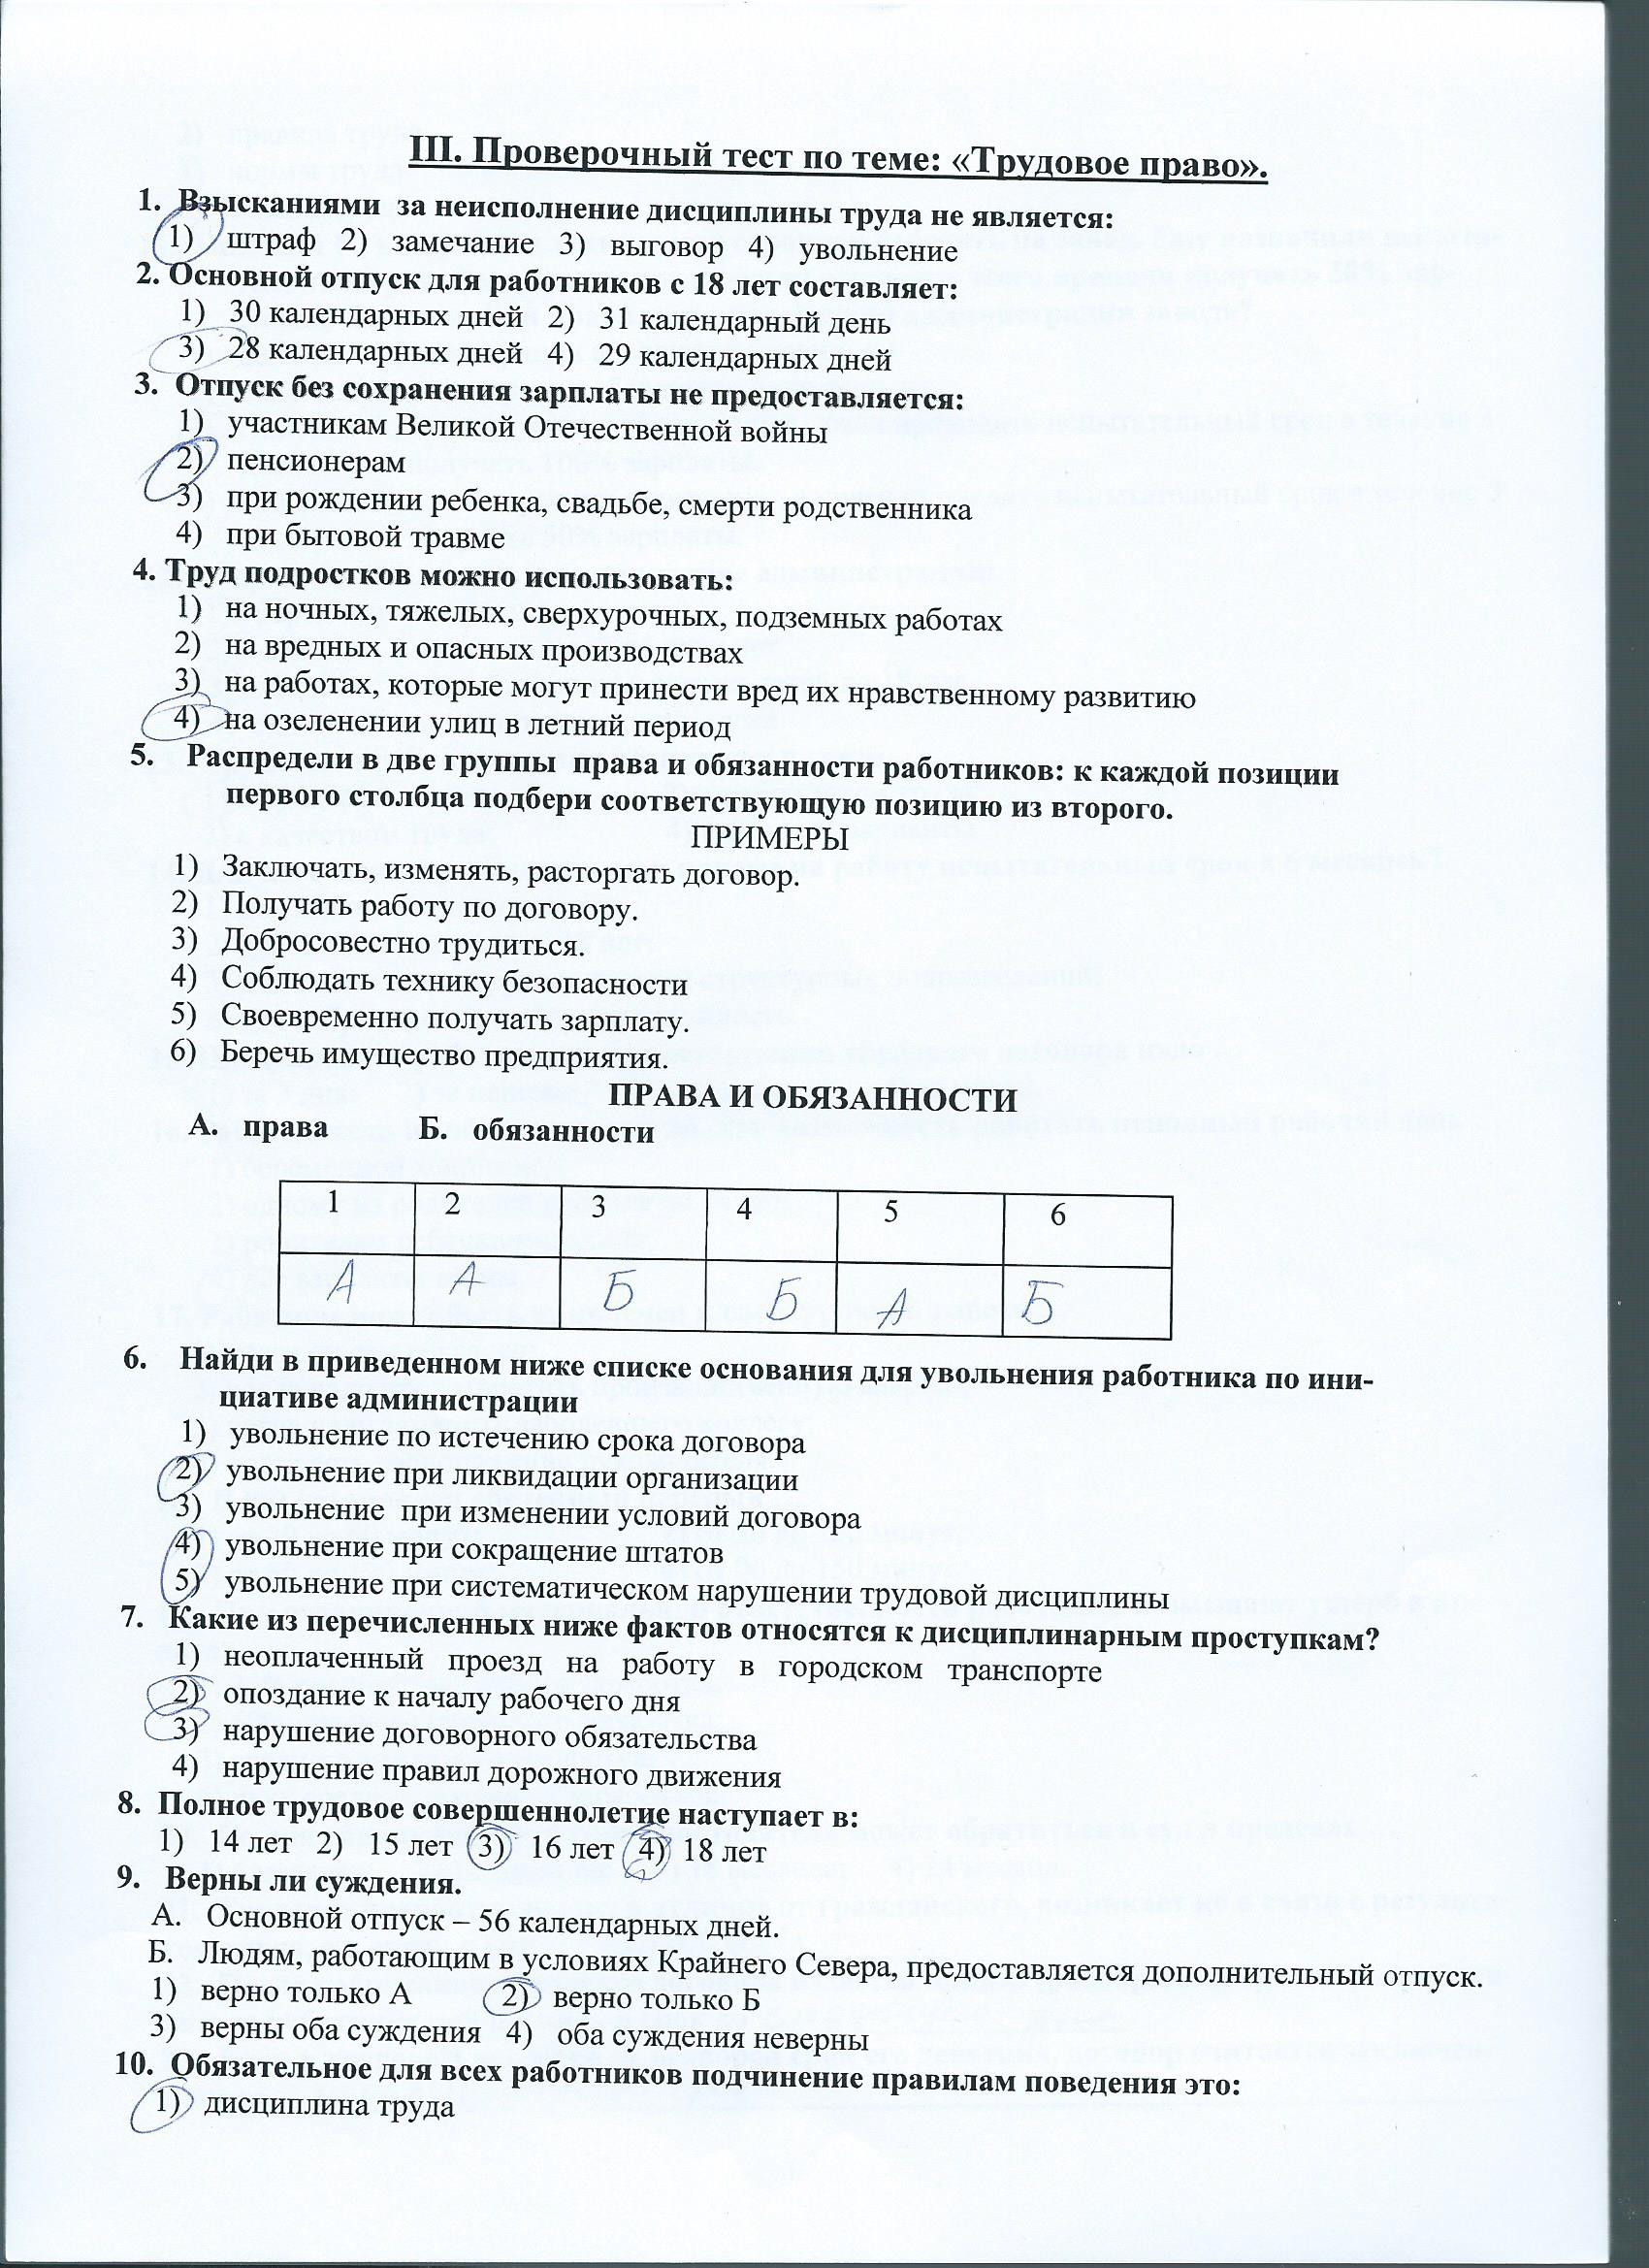 III. Проверочный тест по теме: «Трудовое право».
1. Взысканиями за неисполнение дисциплины труда не является:
1) штраф 2) замечание 3) выговор 4) увольнение
2. Основной отпуск для работников с 18 лет составляет:
1) 30 календарных дней 2) 31 календарный день
3) 28 календарных дней 4) 29 календарных дней
3. Отпуск без сохранения зарплаты не предоставляется:
1) участникам Великой Отечественной войны
2) пенсионерам
3) при рождении ребенка, свадьбе, смерти родственника
4) при бытовой травме
4. Труд подростков можно использовать:
1) на ночных, тяжелых, сверхурочных, подземных работах
2) на вредных и опасных производствах
3) на работах, которые могут принести вред их нравственному развитию
4) на озеленении улиц в летний период
5. Распредели в две группы права и обязанности работников: к каждой позиции
первого столбца подбери соответствующую позицию из второго.
ПРИМЕРЫ
1) Заключать, изменять, расторгать договор.
2) Получать работу по договору.
3) Добросовестно трудиться.
4) Соблюдать технику безопасности
5) Своевременно получать зарплату.
6) Беречь имущество предприятия.
ПРАВА И ОБЯЗАННОСТИ
А. права Б. обязанности
1 2 3 4 5 6
А А Б Б А Б
6. Найди в приведенном ниже списке основания для увольнения работника по ини-
циативе администрации
1) увольнение по истечению срока договора
2) увольнение при ликвидации организации
3) увольнение при изменении условий договора
4) увольнение при сокращение штатов
5) увольнение при систематическом нарушении трудовой дисциплины
7. Какие из перечисленных ниже фактов относятся к дисциплинарным проступкам?
1) неоплаченный проезд на работу в городском транспорте
2) опоздание к началу рабочего дня
3) нарушение договорного обязательства
4) нарушение правил дорожного движения
8. Полное трудовое совершеннолетие наступает в:
1) 14 лет 2) 15 лет 3) 16 лет 4) 18 лет
9. Верны ли суждения.
А. Основной отпуск – 56 календарных дней.
Б. Людям, работающим в условиях Крайнего Севера, предоставляется дополнительный отпуск.
1) верно только А 2) верно только Б
3) верны оба суждения 4) оба суждения неверны
10. Обязательное для всех работников подчинение правилам поведения это:
1) дисциплина труда